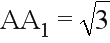 AA₁ = √3